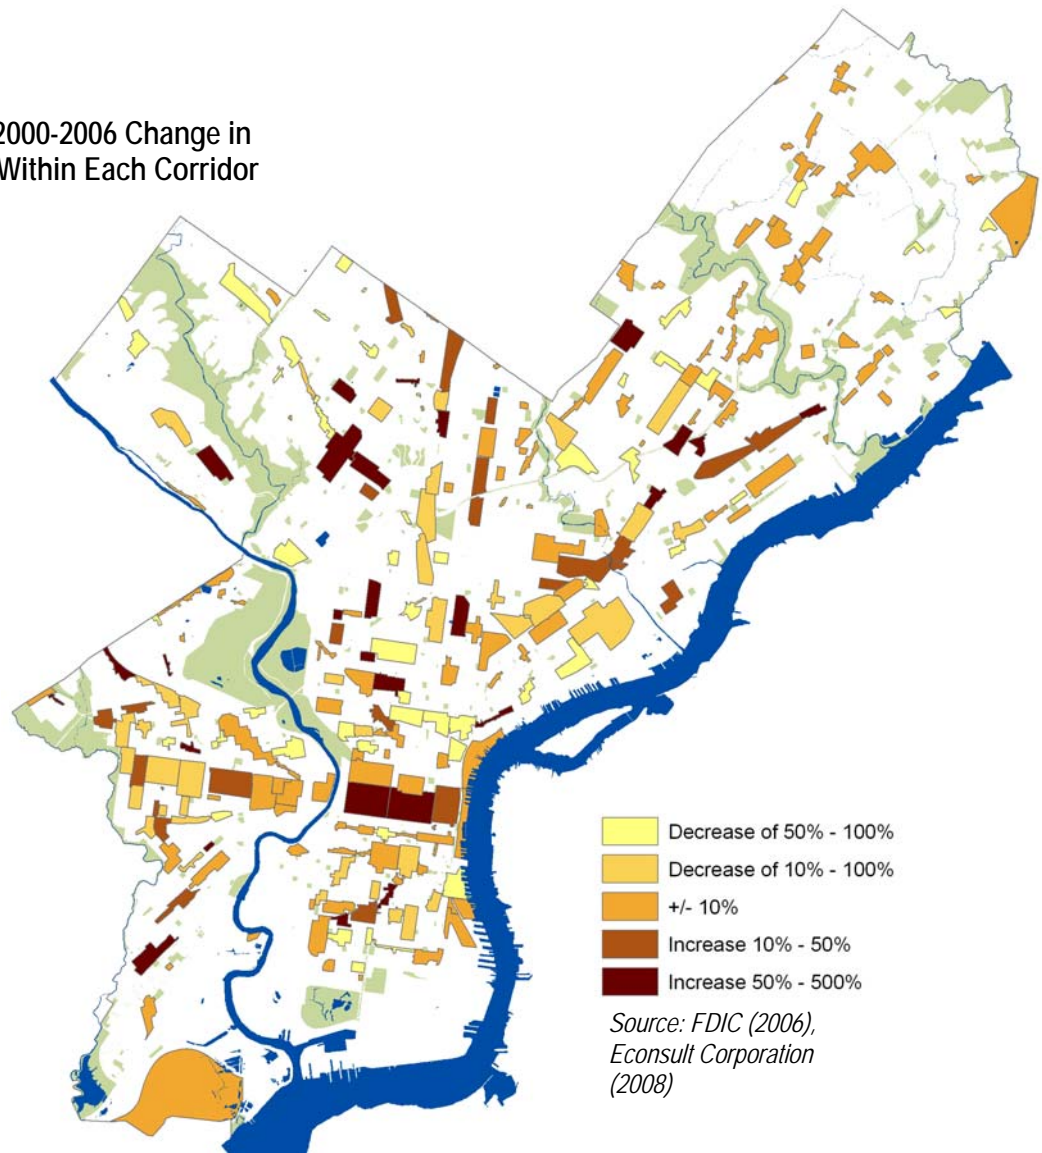 2000-2006 Change in
Within Each Corridor
Decrease of 50% - 100%
Decrease of 10% - 100%
+/- 10%
Increase 10% - 50%
Increase 50% - 500%
Source: FDIC (2006),
Econsult Corporation
(2008)